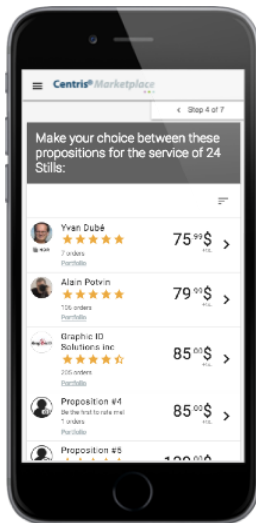 Centris® Marketplace
< Step 4 of 7
Make your choice between these
propositions for the service of 24
Stills:
Yvan Dubé
75.99$
7 orders
Portfolio
Alain Potvin
79.99$
105 orders
Portfolio
Graphic ID
Solutions inc
85.00$
205 orders
Portfolio
Proposition #4
Be the first to rate me!
85.00$
1 orders
Portfolio
Proposition #5